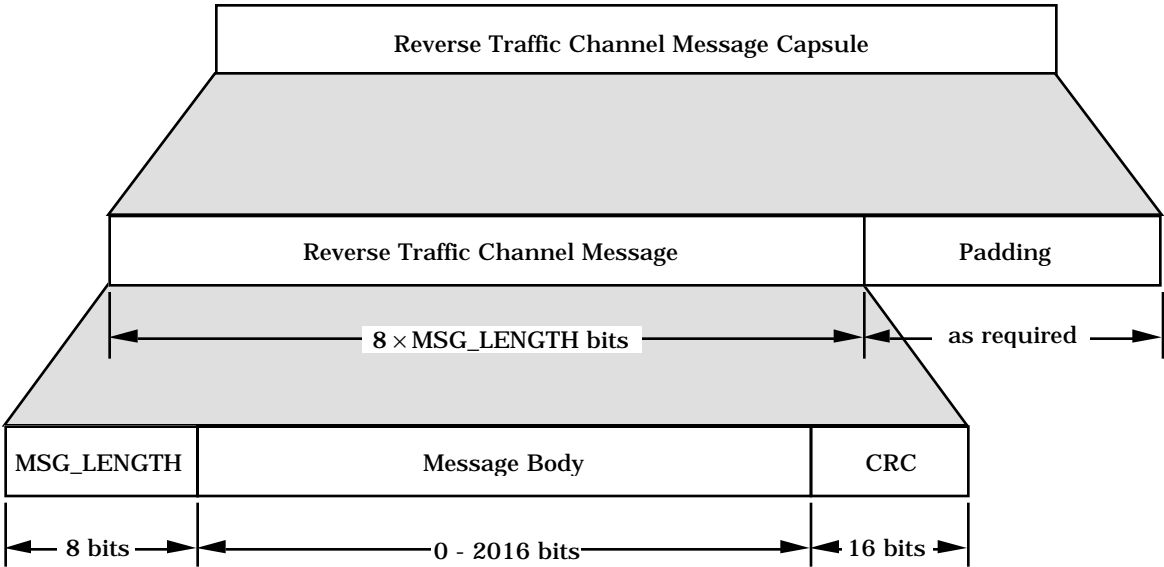 Reverse Traffic Channel Message Capsule
Reverse Traffic Channel Message
Padding
8 × MSG_LENGTH bits
as required
MSG_LENGTH
Message Body
CRC
8 bits
0 - 2016 bits
16 bits